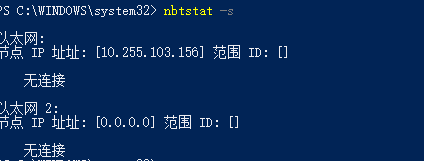 PS C:\WINDOWS\system32> nbtstat -s
以太网:
节点 IP 址址: [10.255.103.156] 范围 ID: []
无连接
以太网 2:
节点 IP 址址: [0.0.0.0] 范围 ID: []
无连接